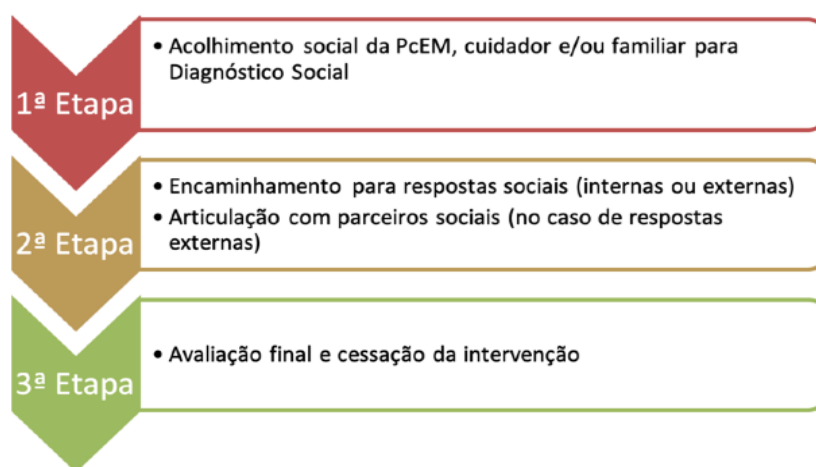 1ª Etapa
• Acolhimento social da PcEM, cuidador e/ou familiar para
Diagnóstico Social
2ª Etapa
• Encaminhamento para respostas sociais (internas ou externas)
• Articulação com parceiros sociais (no caso de respostas
externas)
3ª Etapa
• Avaliação final e cessação da intervenção